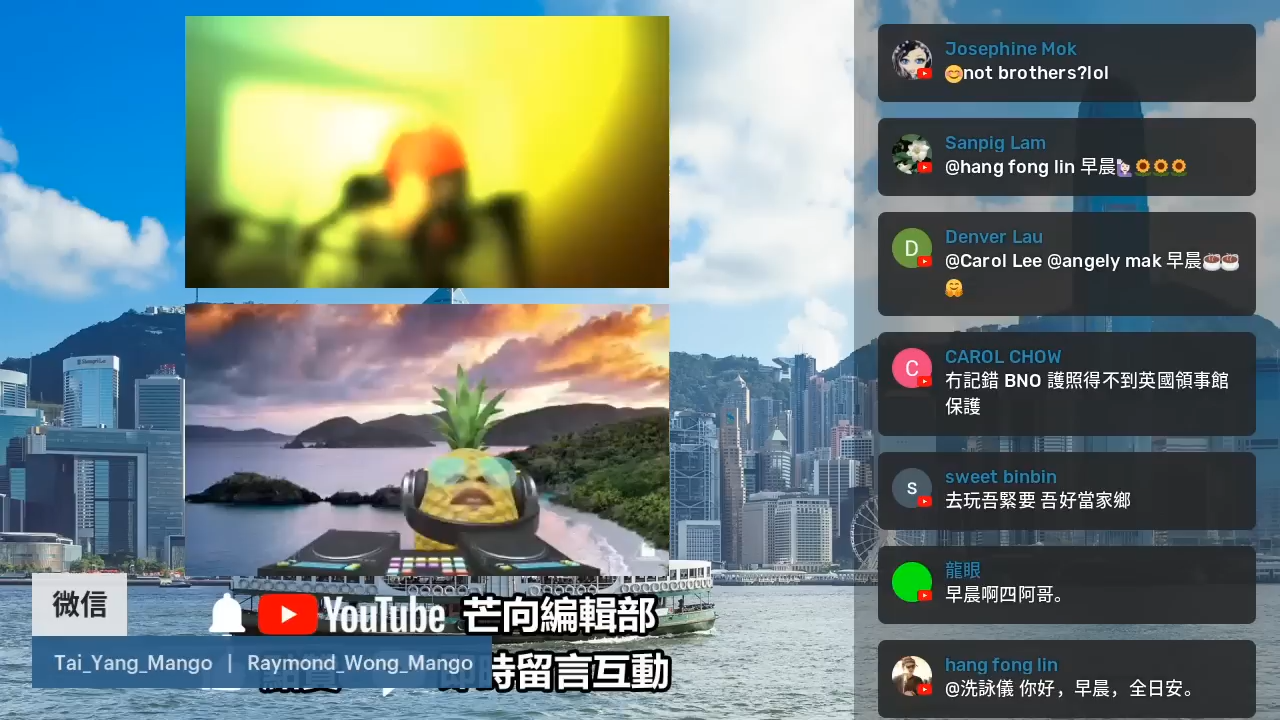 Josephine Mok
😊not brothers?lol
Sanpig Lam
@hang fong lin 早晨🙋🏻‍♀️🌻🌻🌻
D
Denver Lau
@Carol Lee @angely mak 早晨☕☕
🤗
C
CAROL CHOW
冇記錯 BNO 護照得不到英國領事館
保護
s
sweet binbin
去玩吾緊要 吾好當家鄉
龍眼
早晨啊四阿哥。
hang fong lin
@洗詠儀 你好，早晨，全日安。
微信
YouTube 芒向編輯部
Tai_Yang_Mango | Raymond_Wong_Mango
即時留言互動